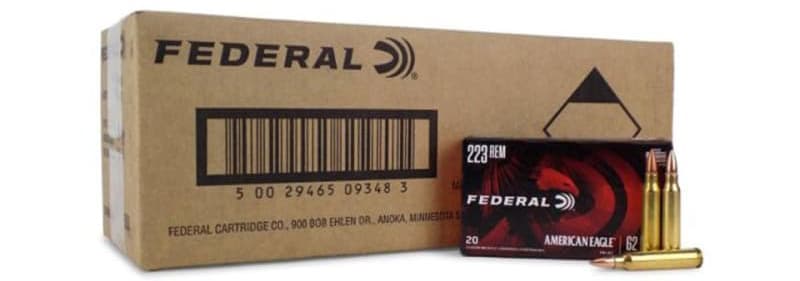 FEDERAL
5 00 29465 09348 3
FEDERAL CARTRIDGE CO., 900 BOB EHLEN DR., ANOKA, MINNESOTA
223 REM
FEDERAL
20
AMERICAN EAGLE
62